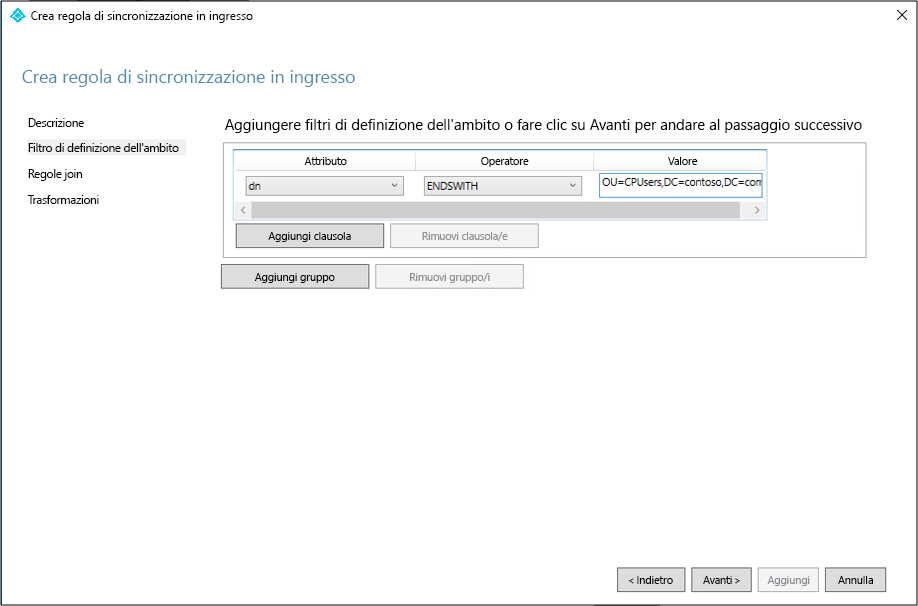 Crea regola di sincronizzazione in ingresso
Crea regola di sincronizzazione in ingresso
Descrizione
Filtro di definizione dell'ambito
Regole join
Trasformazioni
Aggiungere filtri di definizione dell'ambito o fare clic su Avanti per andare al passaggio successivo
Attributo Operatore Valore
dn ENDSWITH OU=CPUsers,DC=contoso,DC=com
Aggiungi clausola Rimuovi clausola/e
Aggiungi gruppo Rimuovi gruppo/i
< Indietro Avanti > Aggiungi Annulla